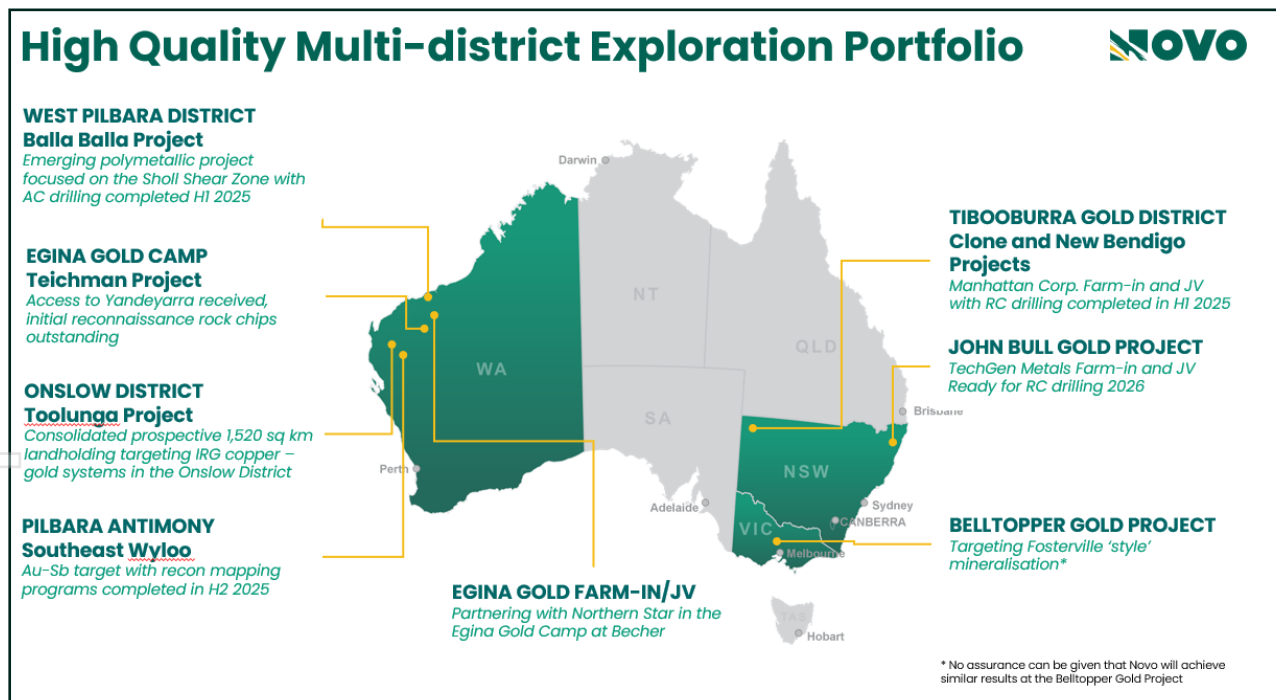 High Quality Multi-district Exploration Portfolio
NOVO
WEST PILBARA DISTRICT
Balla Balla Project
Emerging polymetallic project
focused on the Sholl Shear Zone with
AC drilling completed H1 2025
EGINA GOLD CAMP
Teichman Project
Access to Yandeyarra received,
initial reconnaissance rock chips
outstanding
ONSLOW DISTRICT
Toolunga Project
Consolidated prospective 1,520 sq km
landholding targeting IRG copper –
gold systems in the Onslow District
PILBARA ANTIMONY
Southeast Wyloo
Au-Sb target with recon mapping
programs completed in H2 2025
EGINA GOLD FARM-IN/JV
Partnering with Northern Star in the
Egina Gold Camp at Becher
Darwin
NT
QLD
WA
SA
Brisbane
NSW
Perth
Adelaide
Sydney
CANBERRA
VIC
Melbourne
TAS
Hobart
TIBOOBURRA GOLD DISTRICT
Clone and New Bendigo
Projects
Manhattan Corp. Farm-in and JV
with RC drilling completed in H1 2025
JOHN BULL GOLD PROJECT
TechGen Metals Farm-in and JV
Ready for RC drilling 2026
BELLTOPPER GOLD PROJECT
Targeting Fosterville ‘style’
mineralisation*
* No assurance can be given that Novo will achieve
similar results at the Belltopper Gold Project